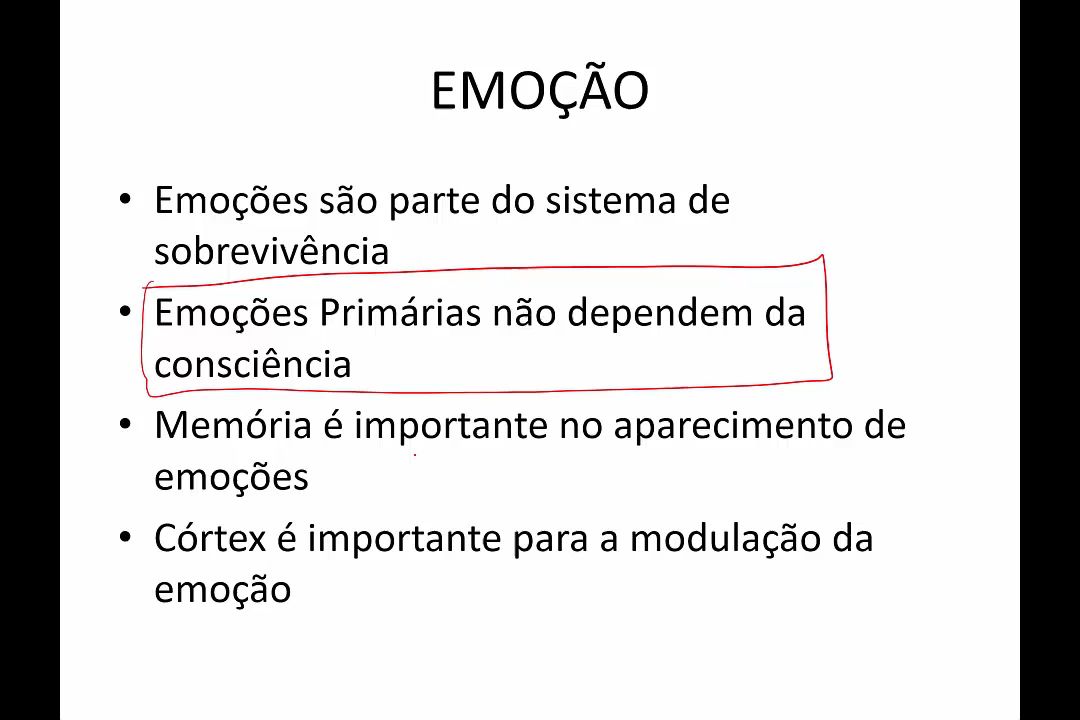 EMOÇÃO
• Emoções são parte do sistema de
sobrevivência
• Emoções Primárias não dependem da
consciência
• Memória é importante no aparecimento de
emoções
• Córtex é importante para a modulação da
emoção